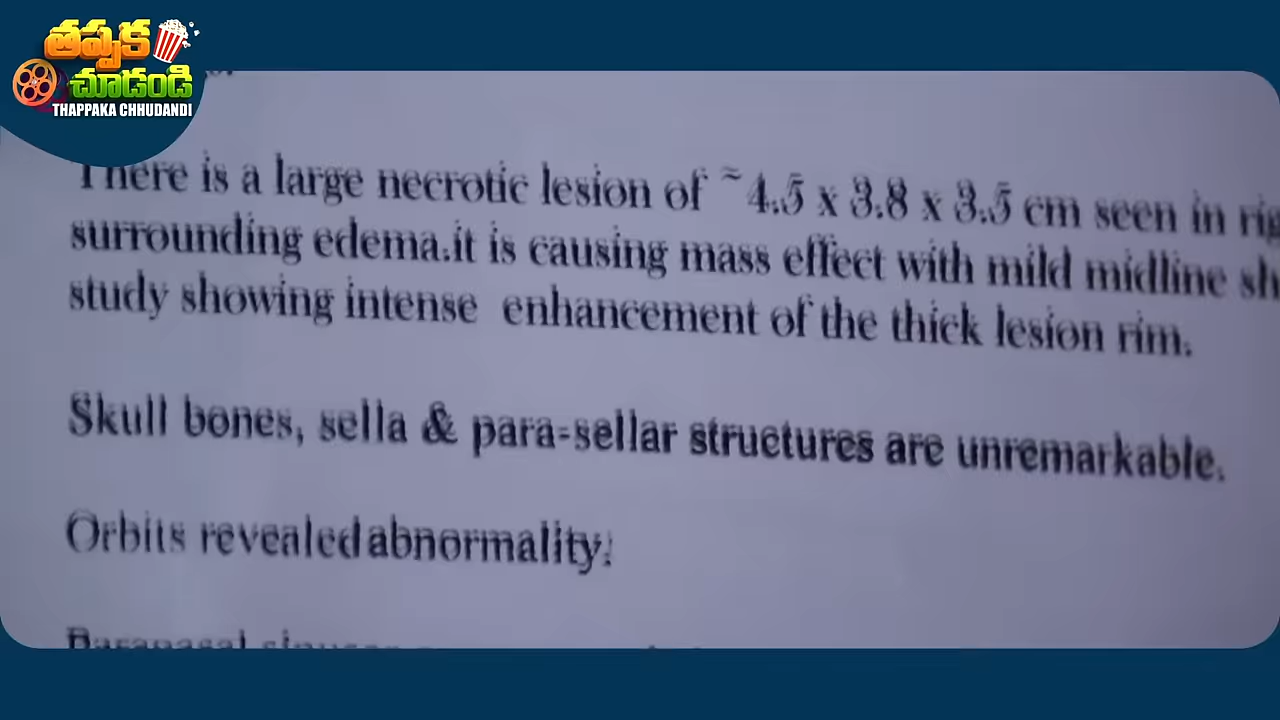 తప్పక
చూడండి
THAPPAKA CHHUDANDI
There is a large necrotic lesion of ~4.5 x 3.8 x 3.5 cm seen in
surrounding edema.it is causing mass effect with mild midline
study showing intense enhancement of the thick lesion rim.
Skull bones, sella & para-sellar structures are unremarkable.
Orbits revealed abnormality.